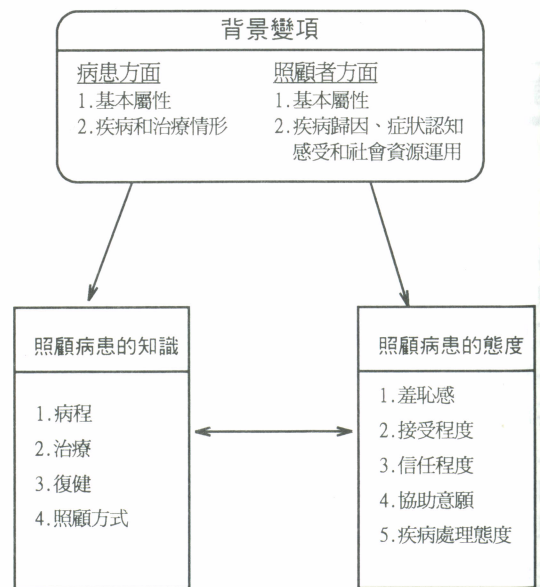 背景變項
病患方面
1.基本屬性
2.疾病和治療情形
照顧者方面
1.基本屬性
2.疾病歸因、症狀認知
感受和社會資源運用
照顧病患的知識
1.病程
2.治療
3.復健
4.照顧方式
照顧病患的態度
1.羞恥感
2.接受程度
3.信任程度
4.協助意願
5.疾病處理態度